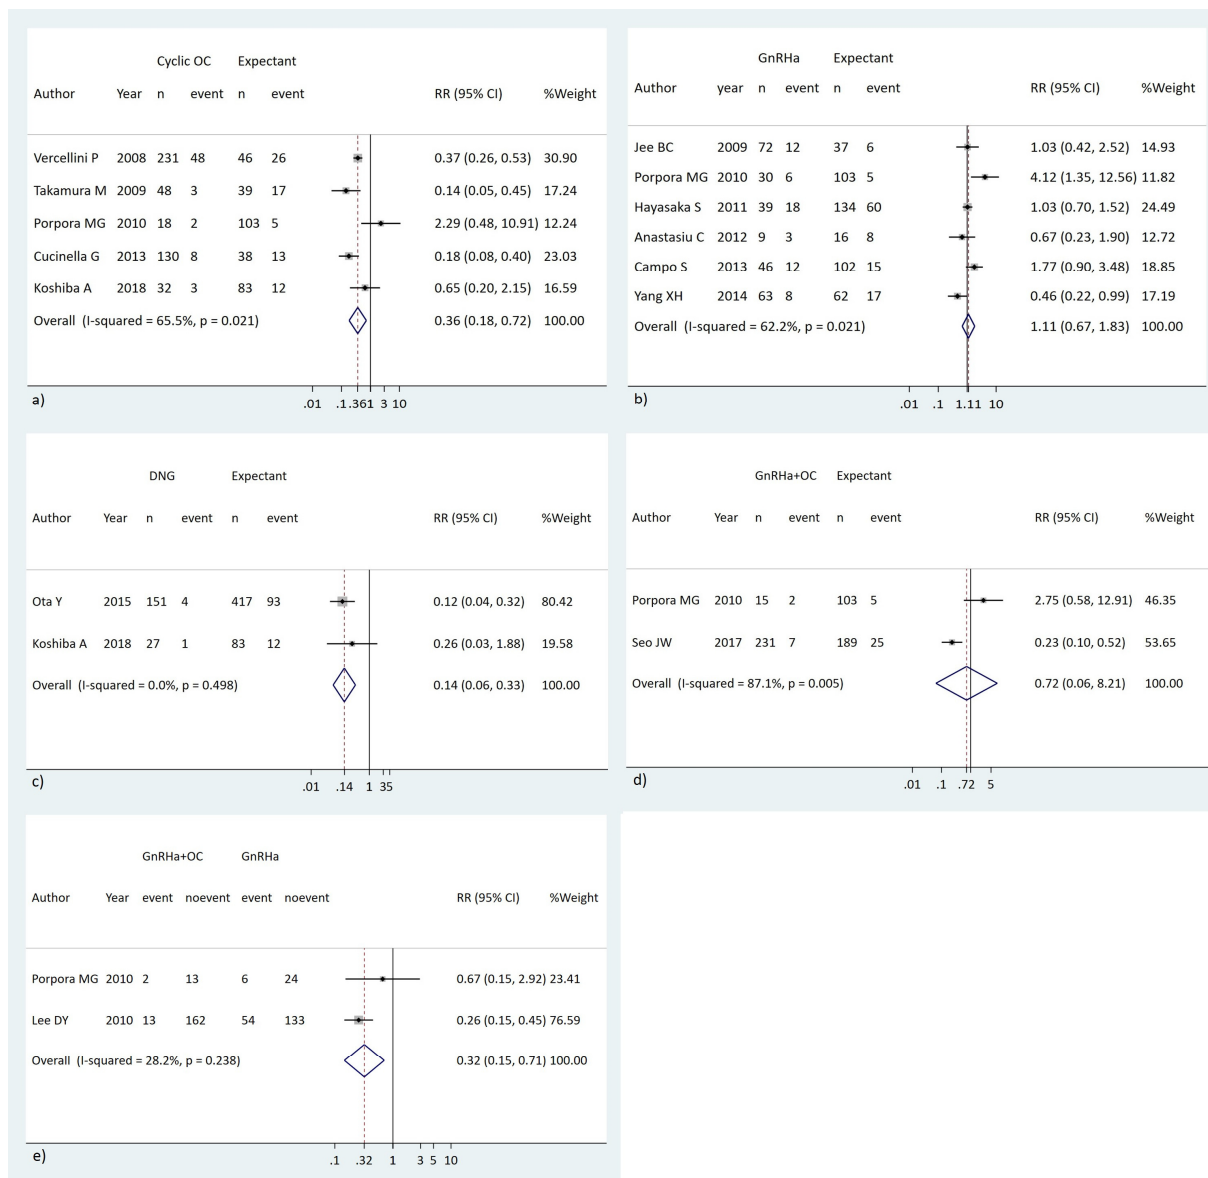 Cyclic OC Expectant
Author Year n event n event RR (95% CI) %Weight
Vercellini P 2008 231 48 46 26 0.37 (0.26, 0.53) 30.90
Takamura M 2009 48 3 39 17 0.14 (0.05, 0.45) 17.24
Porpora MG 2010 18 2 103 5 2.29 (0.48, 10.91) 12.24
Cucinella G 2013 130 8 38 13 0.18 (0.08, 0.40) 23.03
Koshiba A 2018 32 3 83 12 0.65 (0.20, 2.15) 16.59
Overall (I-squared = 65.5%, p = 0.021) 0.36 (0.18, 0.72) 100.00
a) .01 .1 .36 1 3 10
GnRHa Expectant
Author year n event n event RR (95% CI) %Weight
Jee BC 2009 72 12 37 6 1.03 (0.42, 2.52) 14.93
Porpora MG 2010 30 6 103 5 4.12 (1.35, 12.56) 11.82
Hayasaka S 2011 39 18 134 60 1.03 (0.70, 1.52) 24.49
Anastasiu C 2012 9 3 16 8 0.67 (0.23, 1.90) 12.72
Campo S 2013 46 12 102 15 1.77 (0.90, 3.48) 18.85
Yang XH 2014 63 8 62 17 0.46 (0.22, 0.99) 17.19
Overall (I-squared = 62.2%, p = 0.021) 1.11 (0.67, 1.83) 100.00
b) .01 .1 1.11 10
DNG Expectant
Author Year n event n event RR (95% CI) %Weight
Ota Y 2015 151 4 417 93 0.12 (0.04, 0.32) 80.42
Koshiba A 2018 27 1 83 12 0.26 (0.03, 1.88) 19.58
Overall (I-squared = 0.0%, p = 0.498) 0.14 (0.06, 0.33) 100.00
c) .01 .14 1 3 5
GnRHa+OC Expectant
Author Year n event n event RR (95% CI) %Weight
Porpora MG 2010 15 2 103 5 2.75 (0.58, 12.91) 46.35
Seo JW 2017 231 7 189 25 0.23 (0.10, 0.52) 53.65
Overall (I-squared = 87.1%, p = 0.005) 0.72 (0.06, 8.21) 100.00
d) .01 .1 .72 5
GnRHa+OC GnRHa
Author Year event noevent event noevent RR (95% CI) %Weight
Porpora MG 2010 2 13 6 24 0.67 (0.15, 2.92) 23.41
Lee DY 2010 13 162 54 133 0.26 (0.15, 0.45) 76.59
Overall (I-squared = 28.2%, p = 0.238) 0.32 (0.15, 0.71) 100.00
e) .1 .32 1 3 5 10